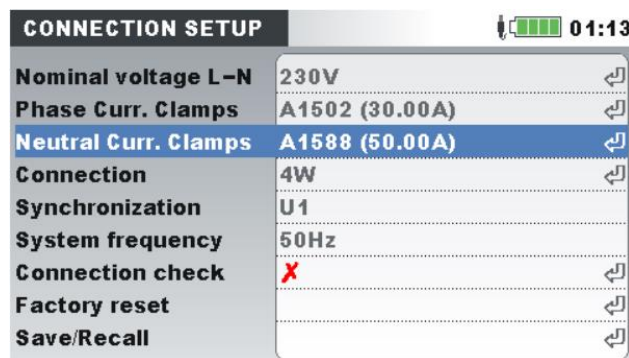 CONNECTION SETUP 01:13
Nominal voltage L-N 230V
Phase Curr. Clamps A1502 (30.00A)
Neutral Curr. Clamps A1588 (50.00A)
Connection 4W
Synchronization U1
System frequency 50Hz
Connection check ✗
Factory reset
Save/Recall